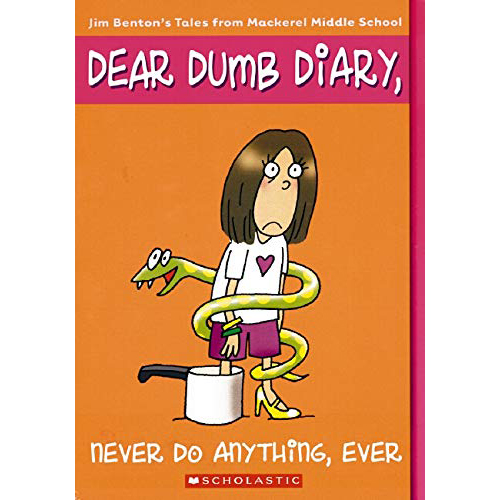 Jim Benton's Tales from Mackerel Middle School
DEAR DUMB DIARY,
NEVER DO ANYTHING, EVER
SCHOLASTIC